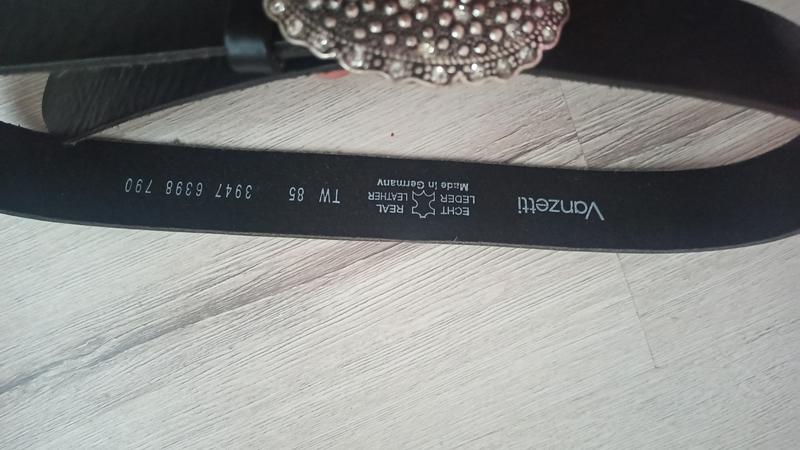 Vanzetti
ECHT REAL
LEDER LEATHER
Made in Germany
TW 85 3947 6398 790